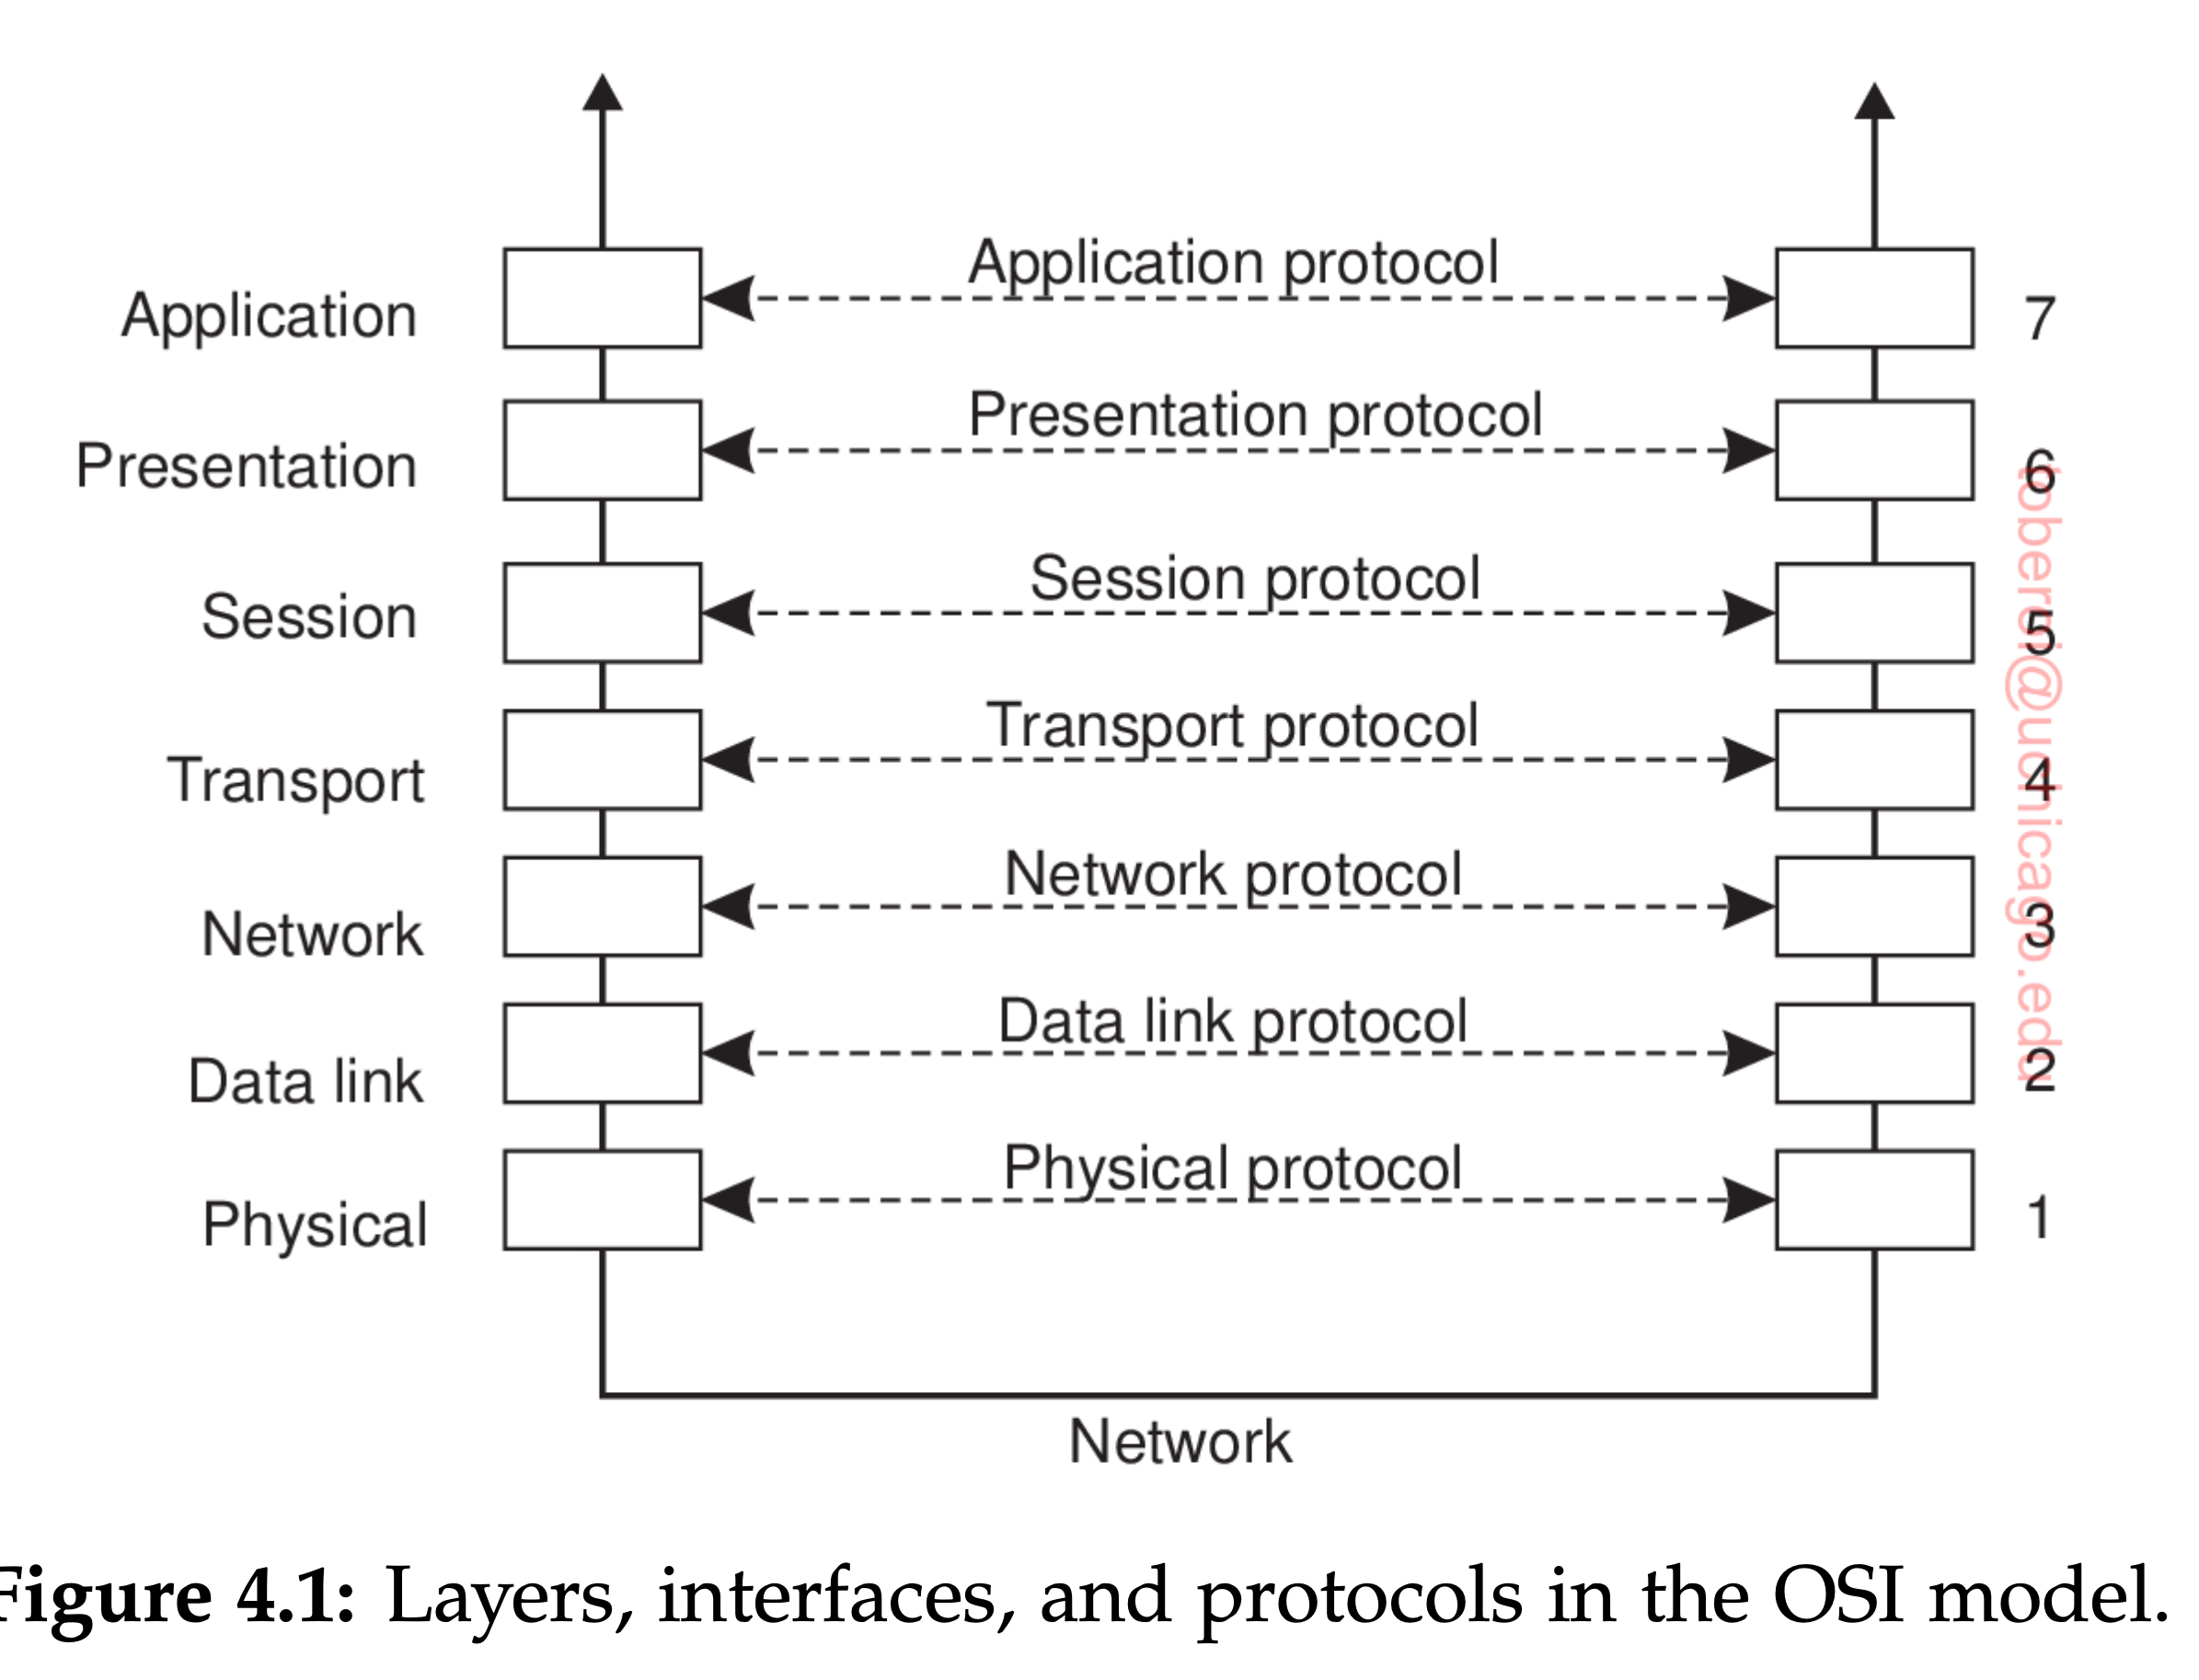 Application protocol
Application 7
Presentation protocol
Presentation 6
Session protocol
Session 5
Transport protocol
Transport 4
Network protocol
Network 3
Data link protocol
Data link 2
Physical protocol
Physical 1
Network
toberei@uchicago.edu
Figure 4.1: Layers, interfaces, and protocols in the OSI model.